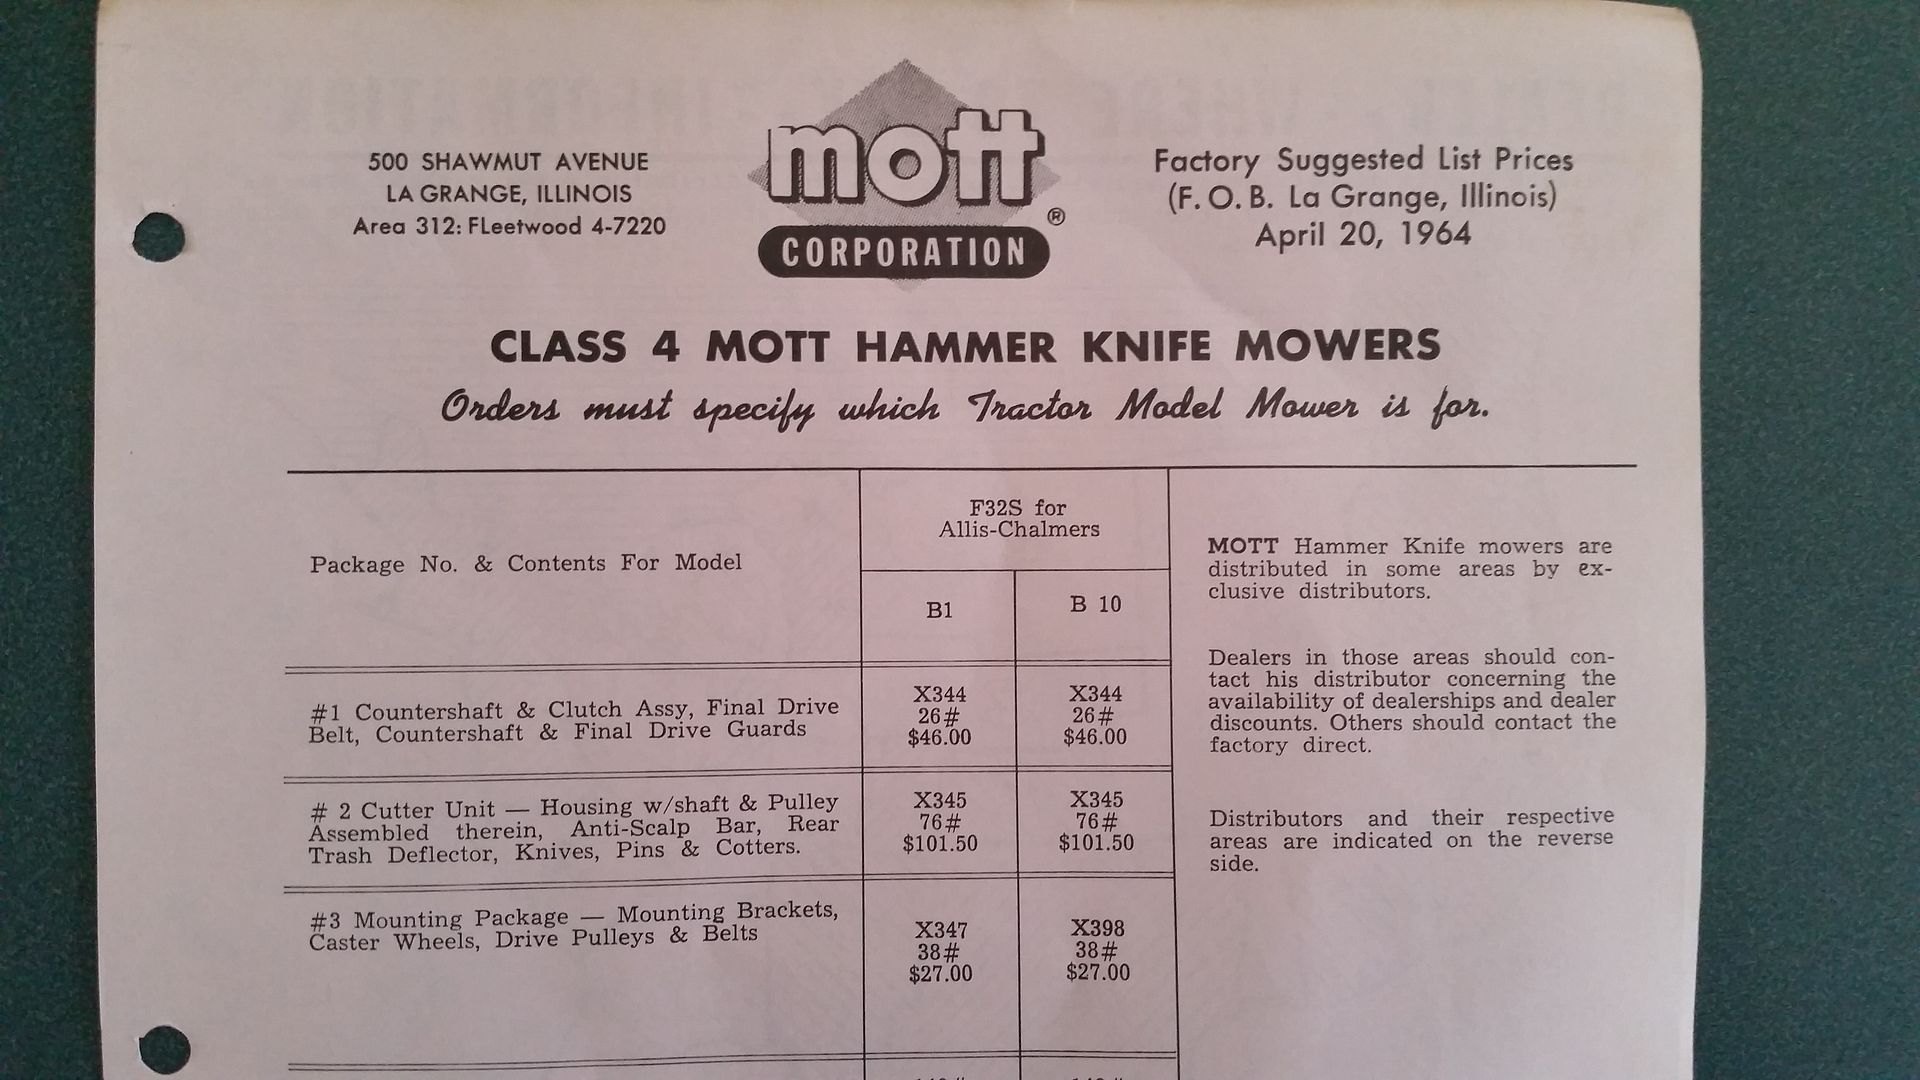 500 SHAWMUT AVENUE
LA GRANGE, ILLINOIS
Area 312: FLeetwood 4-7220
mott
®
CORPORATION
Factory Suggested List Prices
(F. O. B. La Grange, Illinois)
April 20, 1964
CLASS 4 MOTT HAMMER KNIFE MOWERS
Orders must specify which Tractor Model Mower is for.
Package No. & Contents For Model
F32S for
Allis-Chalmers
B1
B 10
#1 Countershaft & Clutch Assy, Final Drive
Belt, Countershaft & Final Drive Guards
X344
26#
$46.00
X344
26#
$46.00
# 2 Cutter Unit — Housing w/shaft & Pulley
Assembled therein, Anti-Scalp Bar, Rear
Trash Deflector, Knives, Pins & Cotters.
X345
76#
$101.50
X345
76#
$101.50
#3 Mounting Package — Mounting Brackets,
Caster Wheels, Drive Pulleys & Belts
X347
38#
$27.00
X398
38#
$27.00
MOTT Hammer Knife mowers are
distributed in some areas by ex-
clusive distributors.
Dealers in those areas should con-
tact his distributor concerning the
availability of dealerships and dealer
discounts. Others should contact the
factory direct.
Distributors and their respective
areas are indicated on the reverse
side.